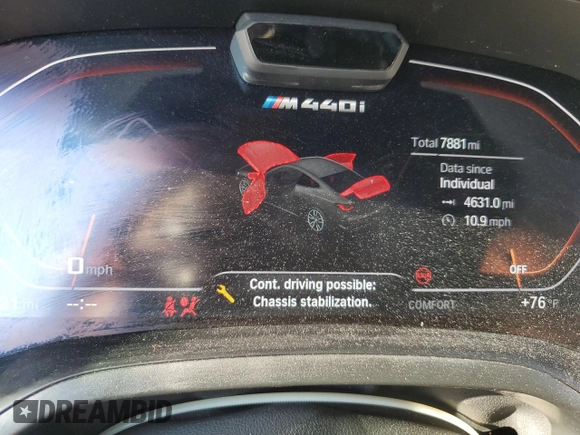 M440i
Total 7881 mi
Data since
Individual
4631.0 mi
10.9 mph
0 mph
OFF
Cont. driving possible:
Chassis stabilization.
mi
--:--
COMFORT
+76 °F
DREAMBID